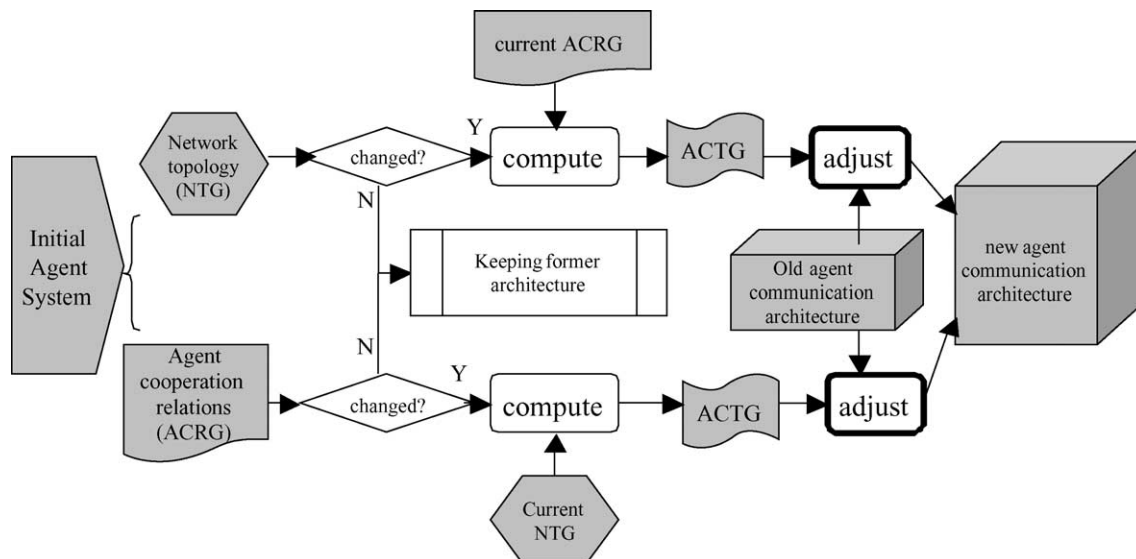 current ACRG
Network
topology
(NTG)
changed?
Y
compute
ACTG
adjust
N
Initial
Agent
System
Keeping former
architecture
Old agent
communication
architecture
new agent
communication
architecture
N
Agent
cooperation
relations
(ACRG)
changed?
Y
compute
ACTG
adjust
Current
NTG